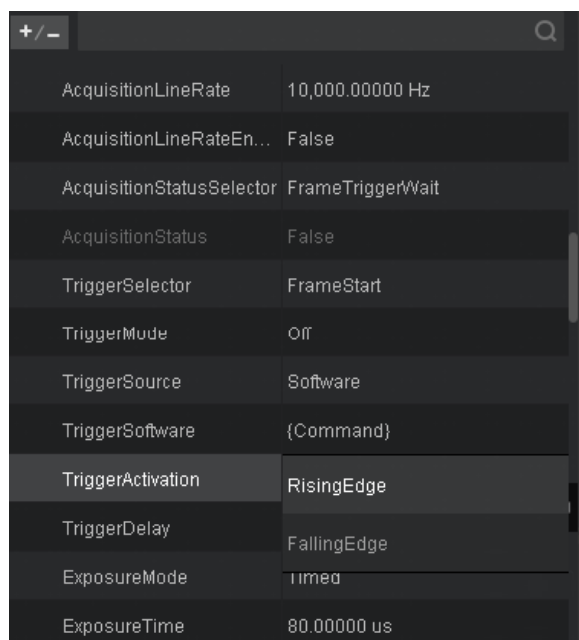 +/-
AcquisitionLineRate 10,000.00000 Hz
AcquisitionLineRateEn... False
AcquisitionStatusSelector FrameTriggerWait
AcquisitionStatus False
TriggerSelector FrameStart
TriggerMode Off
TriggerSource Software
TriggerSoftware {Command}
TriggerActivation RisingEdge
TriggerDelay FallingEdge
ExposureMode Timed
ExposureTime 80.00000 us